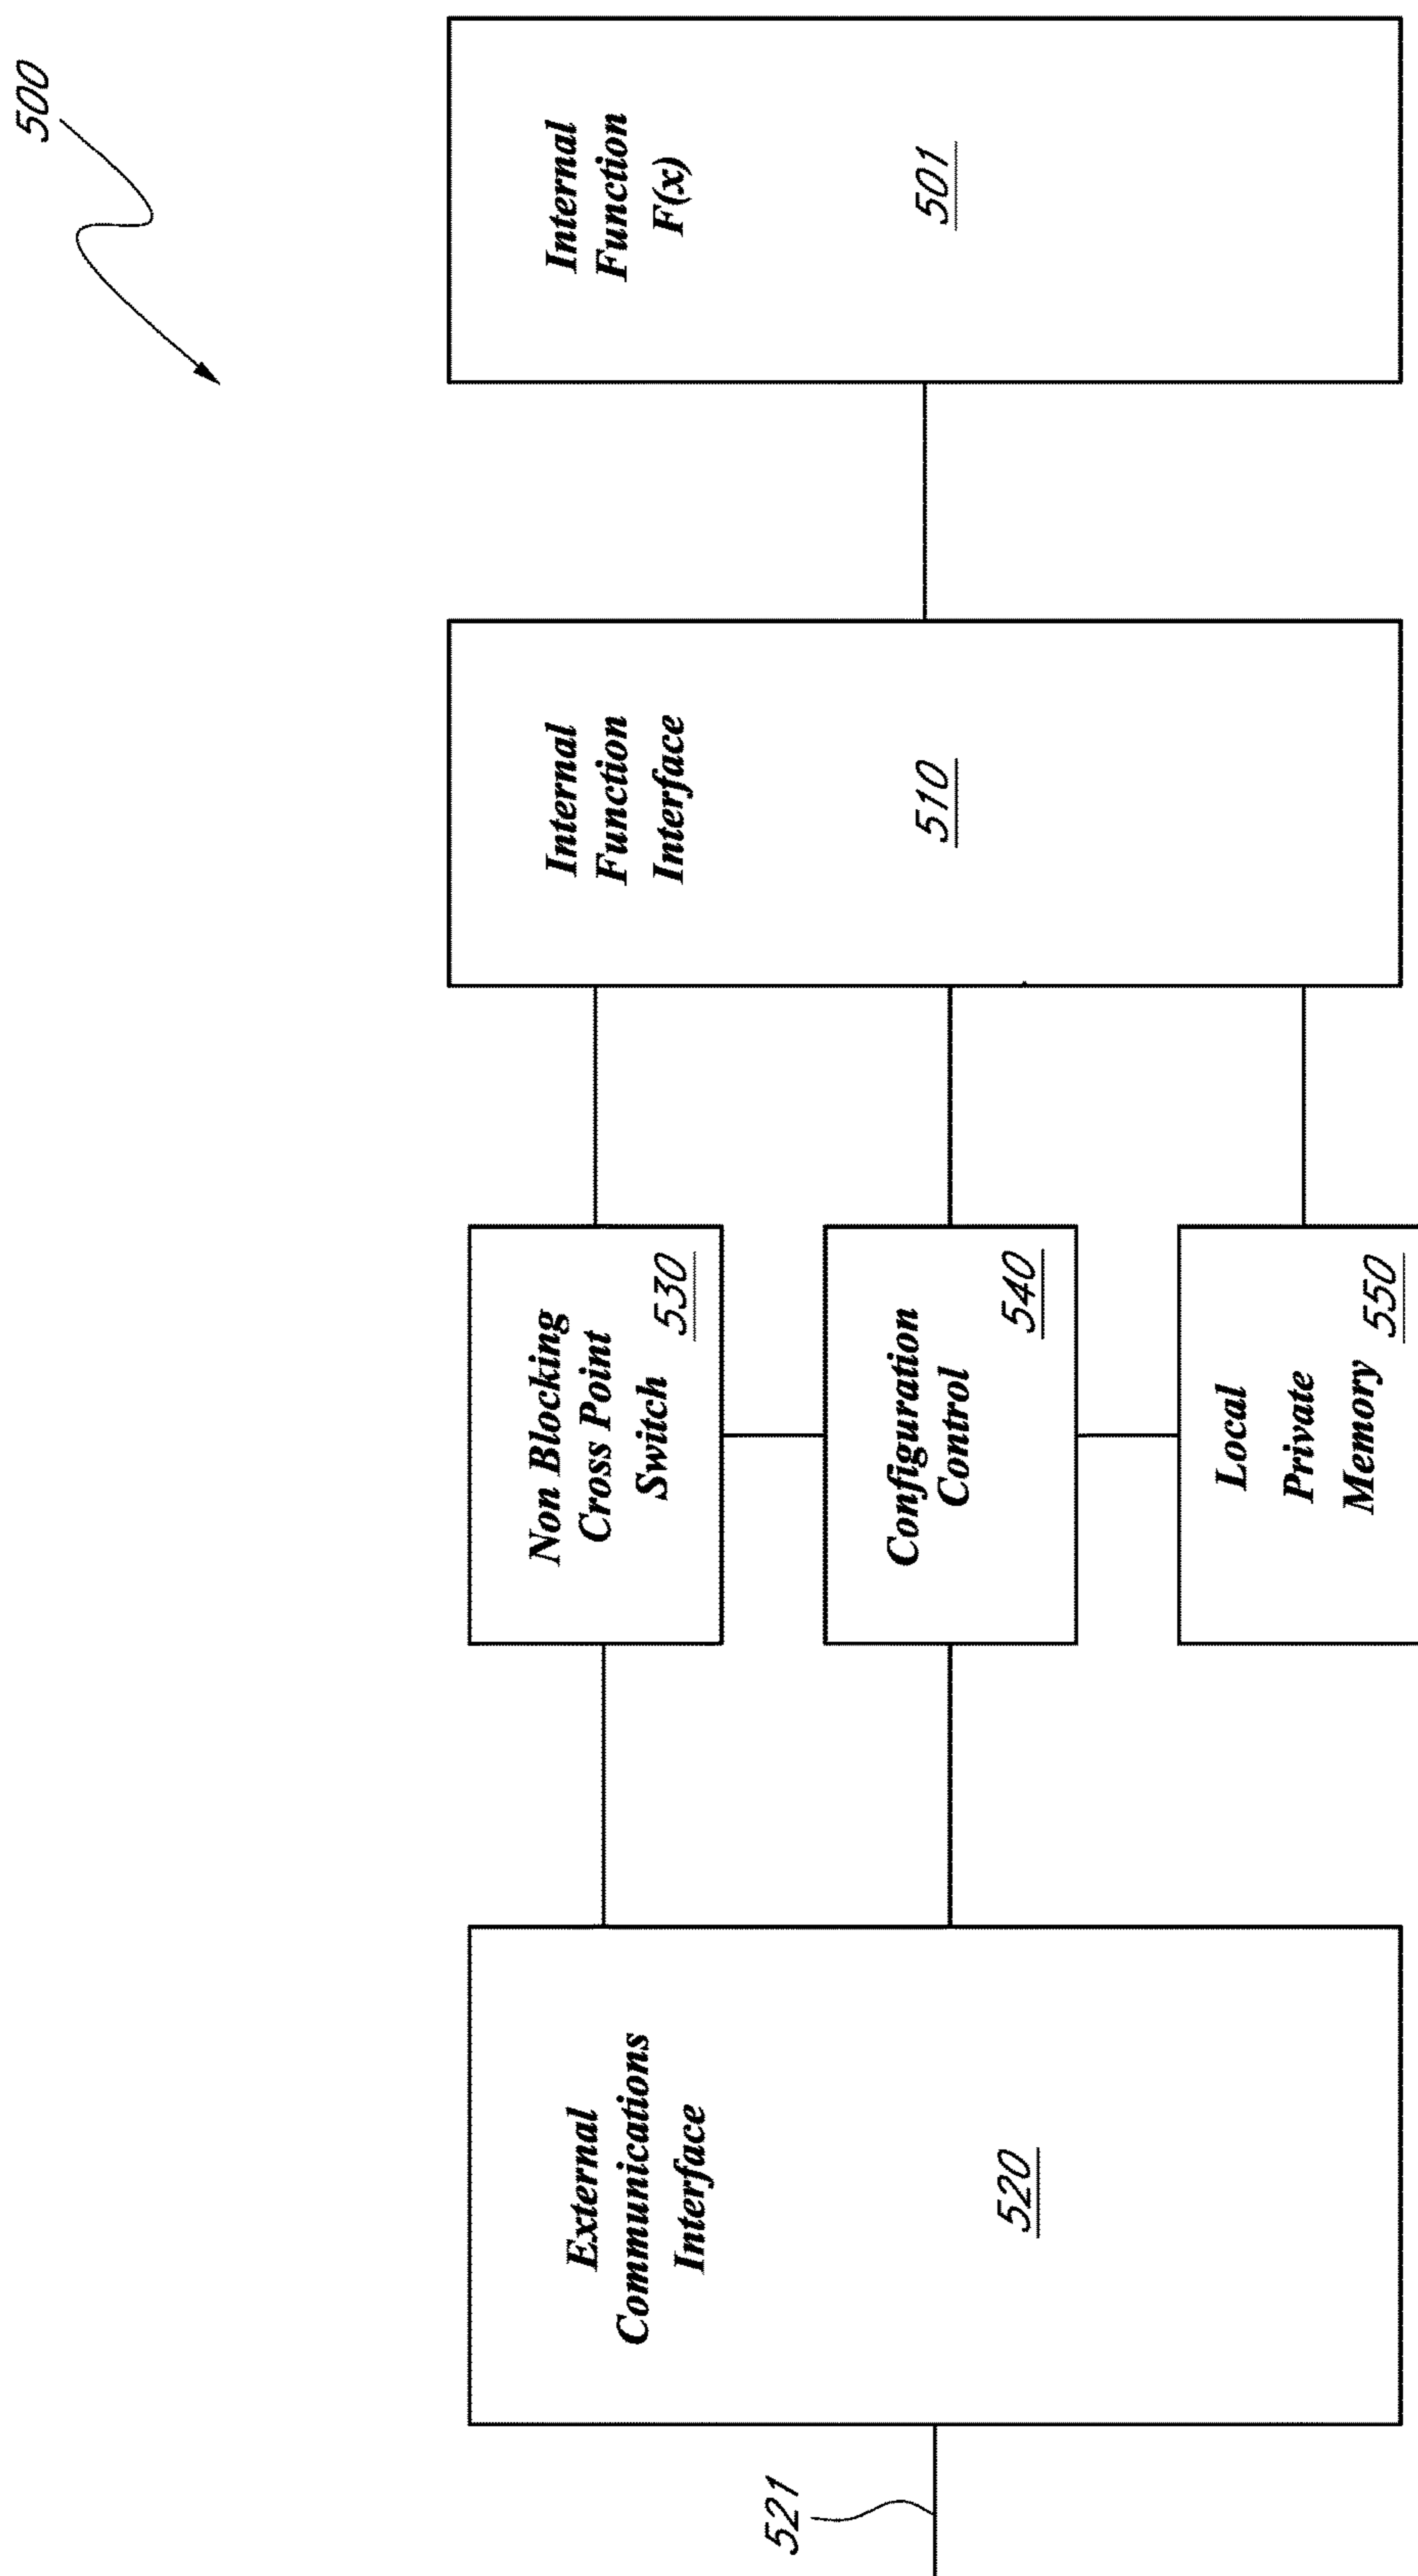 500
External
Communications
Interface
520
521
Non Blocking
Cross Point
Switch
530
Configuration
Control
540
Local
Private
Memory
550
Internal
Function
Interface
510
Internal
Function
F(x)
501